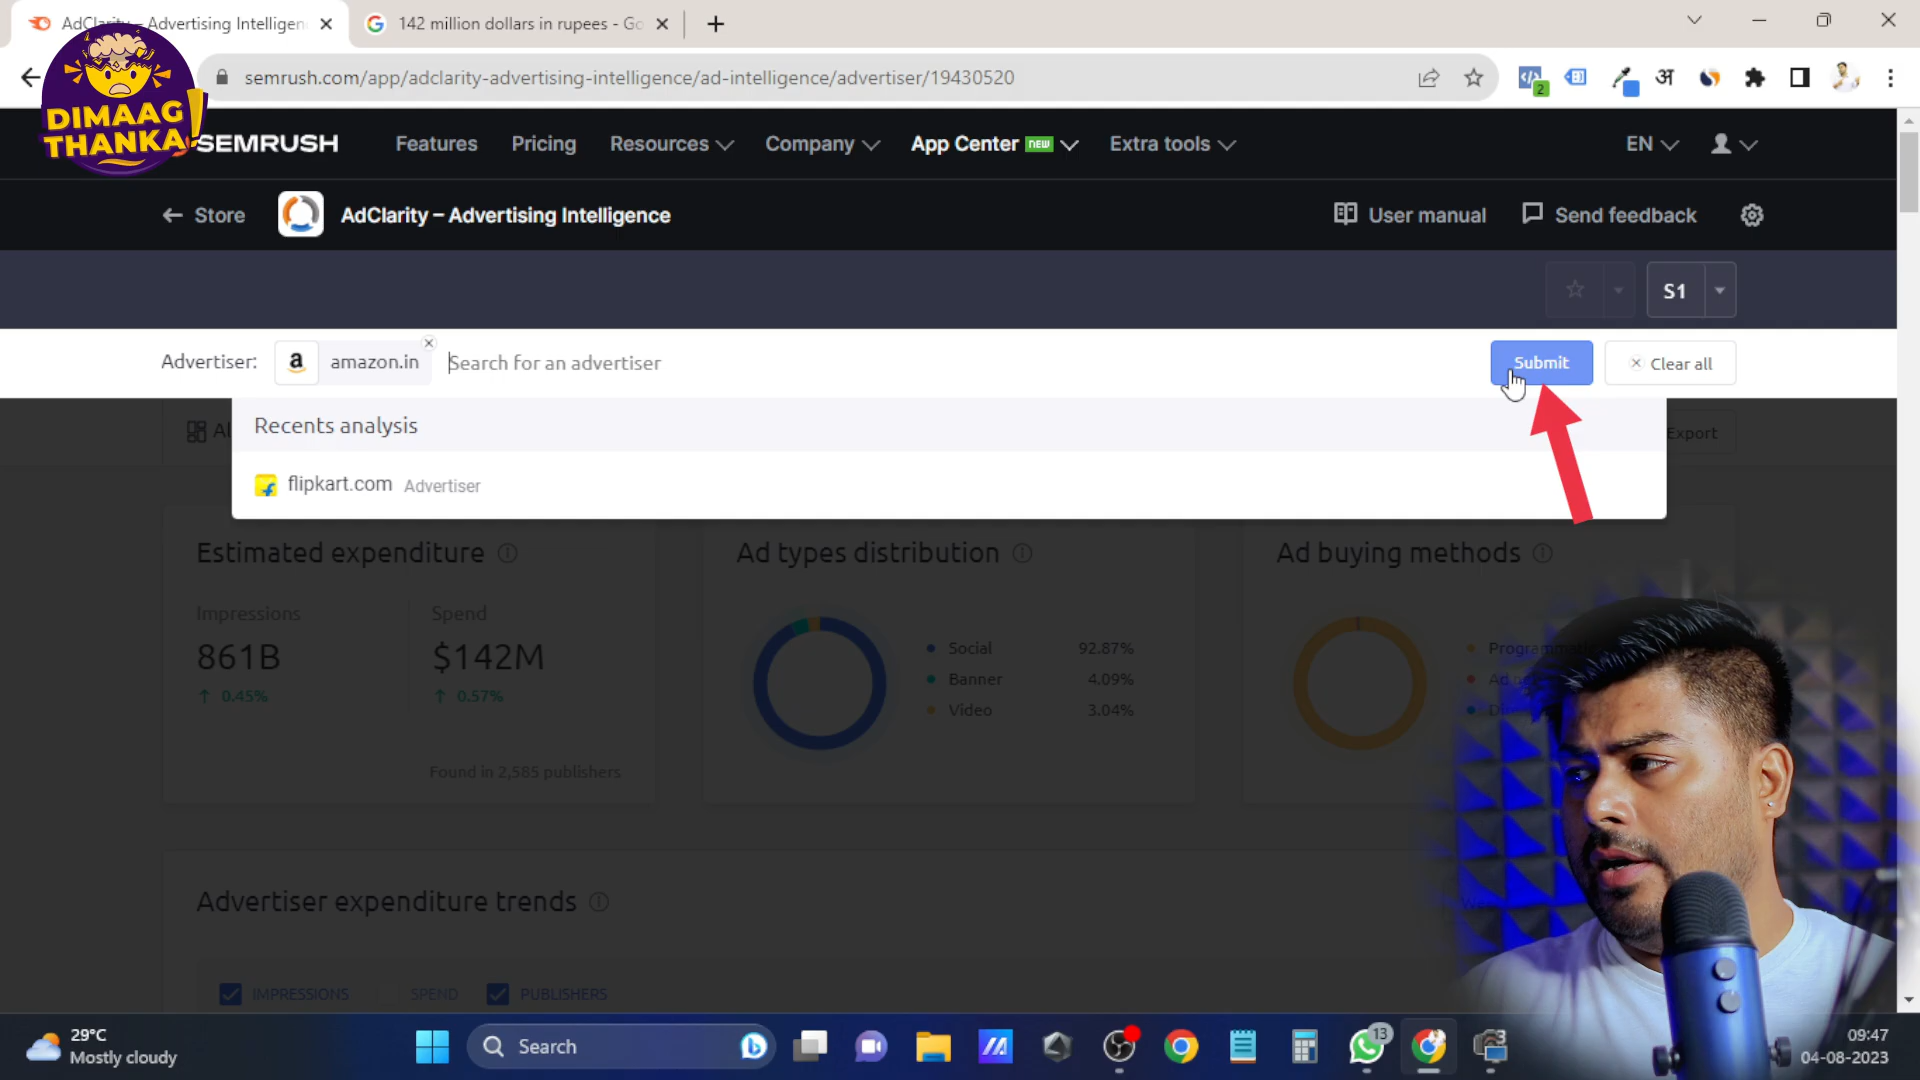 AdClarity – Advertising Intelligen
142 million dollars in rupees - Go
semrush.com/app/adclarity-advertising-intelligence/ad-intelligence/advertiser/19430520
2
अ
DIMAAG
THANKA!
SEMRUSH
Features
Pricing
Resources
Company
App Center
NEW
Extra tools
EN
Store
AdClarity – Advertising Intelligence
User manual
Send feedback
S1
Advertiser:
a
amazon.in
Search for an advertiser
Submit
Clear all
Al
Recents analysis
Export
flipkart.com Advertiser
Estimated expenditure
Impressions
861B
0.45%
Spend
$142M
0.57%
Found in 2,585 publishers
Ad types distribution
Social 92.87%
Banner 4.09%
Video 3.04%
Ad buying methods
Advertiser expenditure trends
IMPRESSIONS
SPEND
PUBLISHERS
29°C
Mostly cloudy
Search
13
3
09:47
04-08-2023